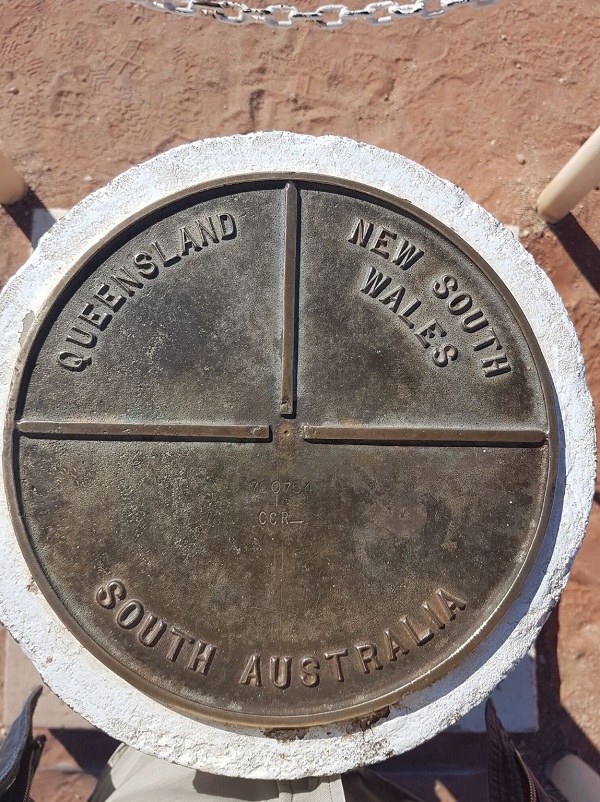 QUEENSLAND
NEW SOUTH
WALES
CCR
SOUTH AUSTRALIA